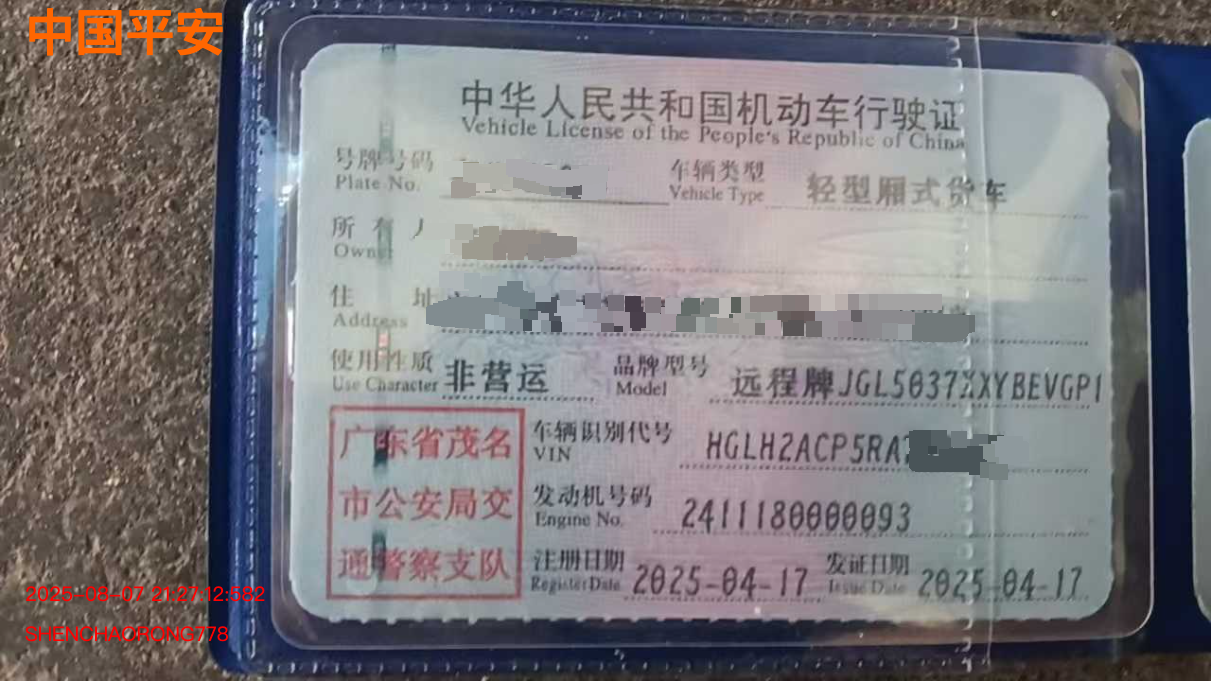 中国平安
中华人民共和国机动车行驶证
Vehicle License of the People's Republic of China
号牌号码
Plate No.
车辆类型 轻型厢式货车
Vehicle Type
所有人
Owner
住址
Address
使用性质 非营运
Use Character
品牌型号 远程牌JGL5037XXYBEVGP1
Model
广东省茂名
市公安局交
通警察支队
车辆识别代号 HGLH2ACP5RA
VIN
发动机号码 2411180000093
Engine No.
注册日期 2025-04-17
Register Date
发证日期 2025-04-17
Issue Date
2025-08-07 21:27:12:582
SHENCHAORONG778